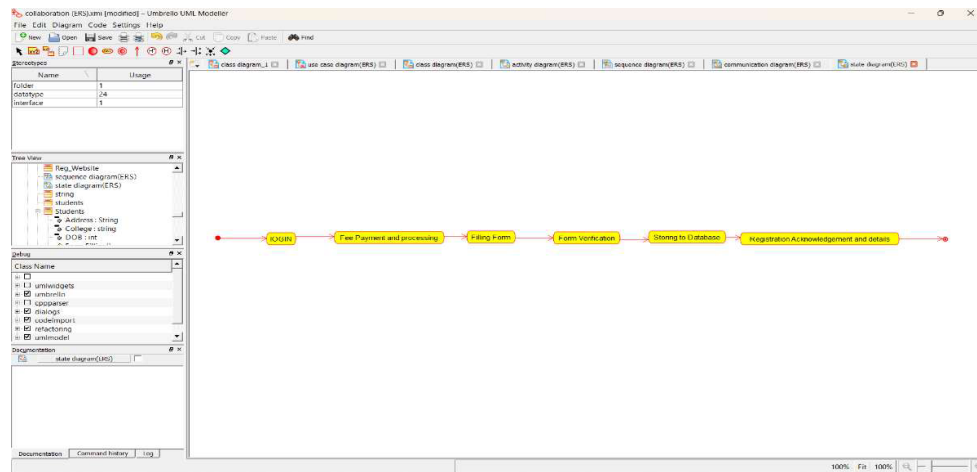 collaboration (ERS).xmi [modified] - Umbrello UML Modeller
File Edit Diagram Code Settings Help
New Open Save Cut Copy Paste Find
Stereotypes
class diagram_1 use case diagram(ERS) class diagram(ERS) activity diagram(ERS) sequence diagram(ERS) communication diagram(ERS) state diagram(ERS)
Name Usage
folder 1
datatype 24
interface 1
Tree View
Reg_Website
sequence diagram(ERS)
state diagram(ERS)
string
students
Students
Address : String
College : string
DOB : int
lOGIN Fee Payment and processing Filling Form Form Verification Storing to Database Registration Acknowledgement and details
Debug
Class Name
umlwidgets
umbrello
cppparser
dialogs
codeimport
refactoring
umlmodel
Documentation
state diagram(ERS)
Documentation Command history Log
100% Fit 100%